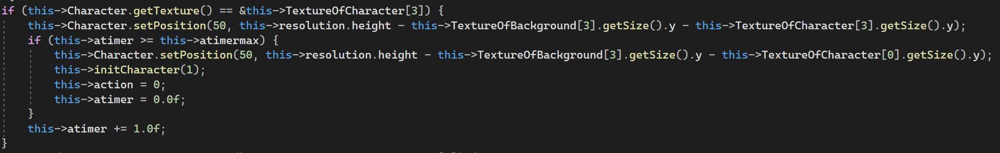 if (this->Character.getTexture() == &this->TextureOfCharacter[3]) {
this->Character.setPosition(50, this->resolution.height - this->TextureOfBackground[3].getSize().y - this->TextureOfCharacter[3].getSize().y);
if (this->atimer >= this->atimermax) {
this->Character.setPosition(50, this->resolution.height - this->TextureOfBackground[3].getSize().y - this->TextureOfCharacter[0].getSize().y);
this->initCharacter(1);
this->action = 0;
this->atimer = 0.0f;
}
this->atimer += 1.0f;
}